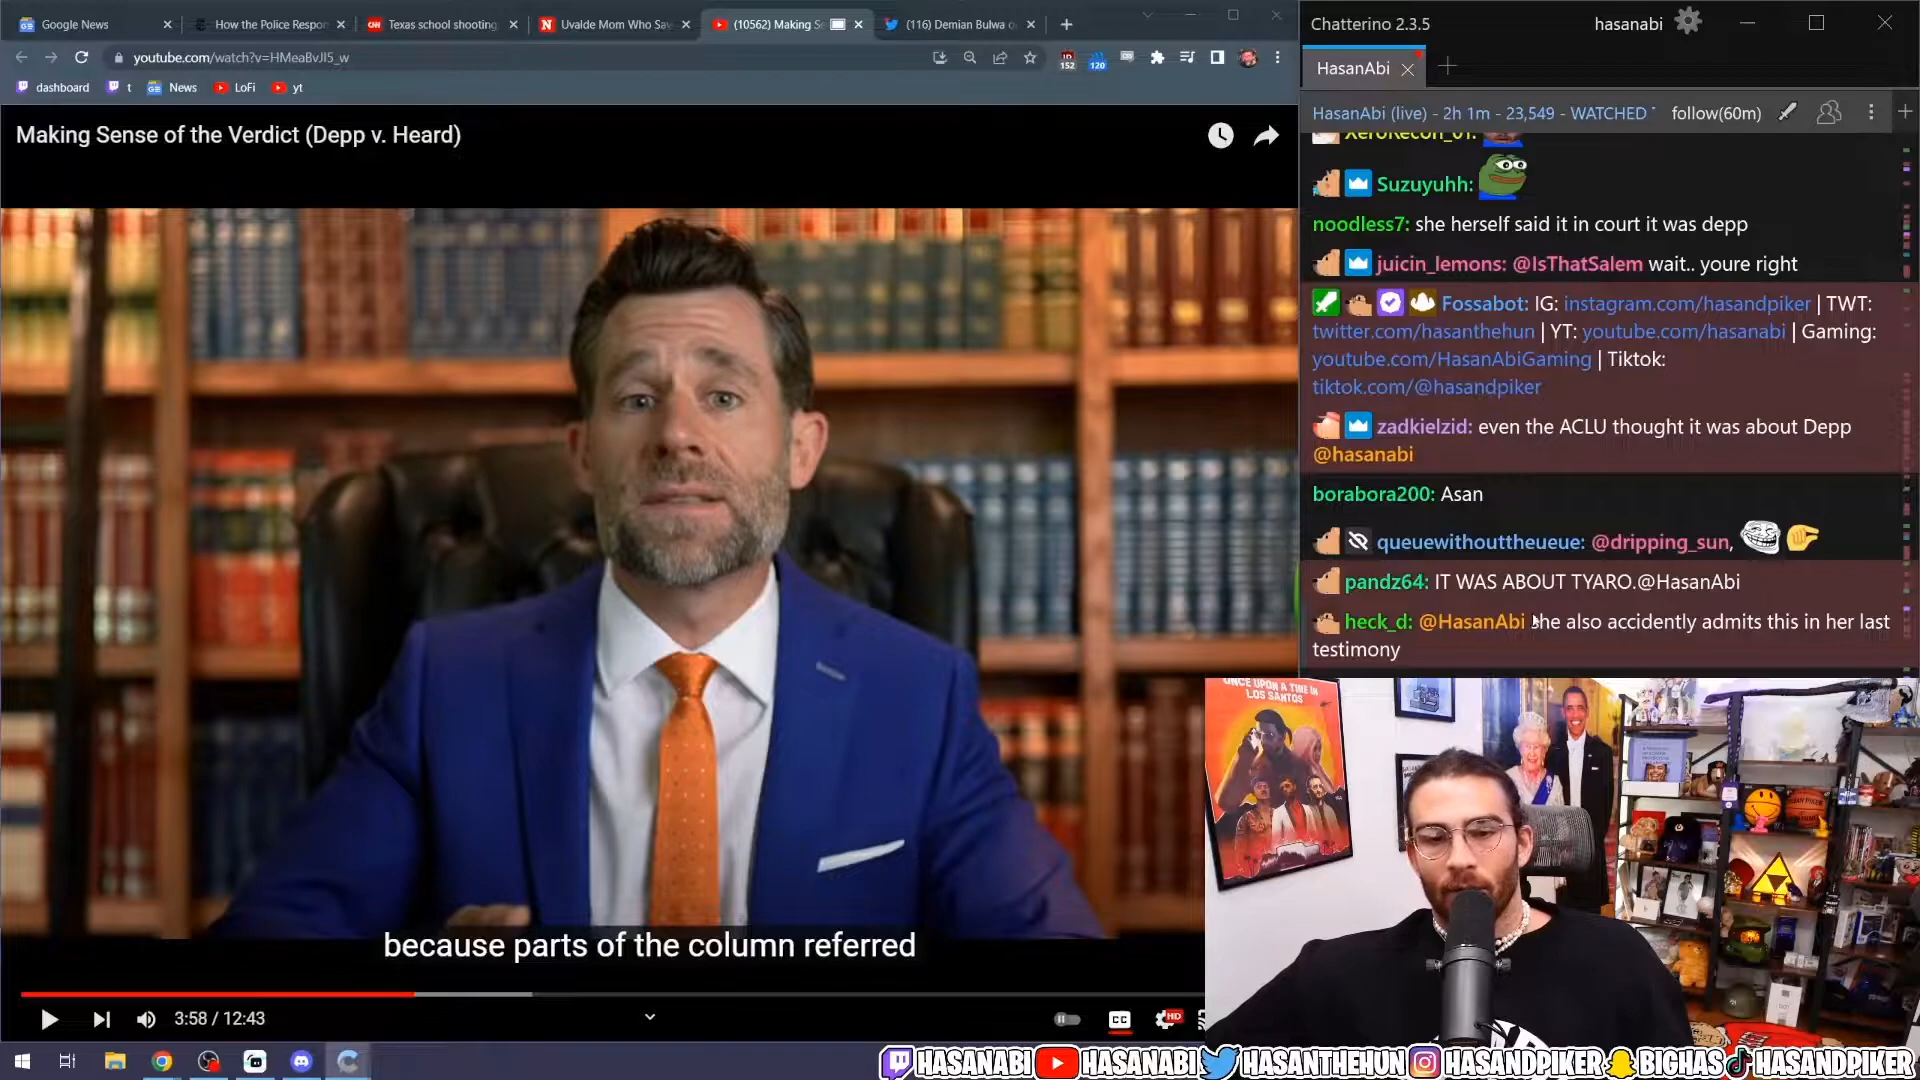 Google News
How the Police Respon
Texas school shooting
Uvalde Mom Who Sav
(10562) Making Se
(116) Demian Bulwa o
youtube.com/watch?v=HMeaBvJI5_w
152
120
dashboard
t
News
LoFi
yt
Making Sense of the Verdict (Depp v. Heard)
because parts of the column referred
3:58 / 12:43
CC
HD
Chatterino 2.3.5
hasanabi
HasanAbi
HasanAbi (live) - 2h 1m - 23,549 - WATCHED
follow(60m)
XeroRecon_01:
Suzuyuhh:
noodless7: she herself said it in court it was depp
juicin_lemons: @IsThatSalem wait.. youre right
Fossabot: IG: instagram.com/hasandpiker | TWT:
twitter.com/hasanthehun | YT: youtube.com/hasanabi | Gaming:
youtube.com/HasanAbiGaming | Tiktok:
tiktok.com/@hasandpiker
zadkielzid: even the ACLU thought it was about Depp
@hasanabi
borabora200: Asan
queuewithouttheueue: @dripping_sun,
pandz64: IT WAS ABOUT TYARO.@HasanAbi
heck_d: @HasanAbi she also accidently admits this in her last
testimony
ONCE UPON A TIME IN
LOS SANTOS
HASANABI
HASANABI
HASANTHEHUN
HASANDPIKER
BIGHAS
HASANDPIKER